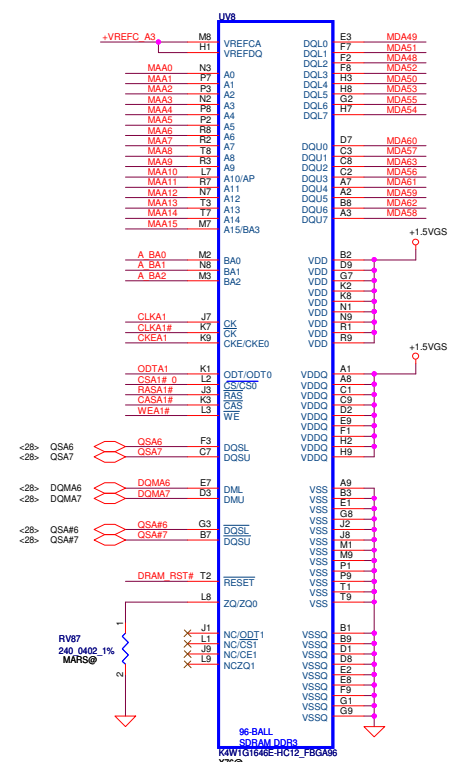 UV8
+VREFC_A3 M8 VREFCA DQL0 E3 MDA49
H1 VREFDQ DQL1 F7 MDA51
DQL2 F2 MDA48
MAA0 N3 A0 DQL3 F8 MDA52
MAA1 P7 A1 DQL4 H3 MDA50
MAA2 P3 A2 DQL5 H8 MDA53
MAA3 N2 A3 DQL6 G2 MDA55
MAA4 P8 A4 DQL7 H7 MDA54
MAA5 P2 A5
MAA6 R8 A6
MAA7 R2 A7 DQU0 D7 MDA60
MAA8 T8 A8 DQU1 C3 MDA57
MAA9 R3 A9 DQU2 C8 MDA63
MAA10 L7 A10/AP DQU3 C2 MDA56
MAA11 R7 A11 DQU4 A7 MDA61
MAA12 N7 A12 DQU5 A2 MDA59
MAA13 T3 A13 DQU6 B8 MDA62
MAA14 T7 A14 DQU7 A3 MDA58
MAA15 M7 A15/BA3
+1.5VGS
A_BA0 M2 BA0 VDD B2
A_BA1 N8 BA1 VDD D9
A_BA2 M3 BA2 VDD G7
VDD K2
VDD K8
VDD N1
CLKA1 J7 CK VDD N9
CLKA1# K7 CK VDD R1
CKEA1 K9 CKE/CKE0 VDD R9
+1.5VGS
ODTA1 K1 ODT/ODT0 VDDQ A1
CSA1#_0 L2 CS/CS0 VDDQ A8
RASA1# J3 RAS VDDQ C1
CASA1# K3 CAS VDDQ C9
WEA1# L3 WE VDDQ D2
VDDQ E9
VDDQ F1
<28> QSA6 QSA6 F3 DQSL VDDQ H2
<28> QSA7 QSA7 C7 DQSU VDDQ H9
<28> DQMA6 DQMA6 E7 DML VSS A9
<28> DQMA7 DQMA7 D3 DMU VSS B3
VSS E1
VSS G8
<28> QSA#6 QSA#6 G3 DQSL VSS J2
<28> QSA#7 QSA#7 B7 DQSU VSS J8
VSS M1
VSS M9
VSS P1
DRAM_RST# T2 RESET VSS P9
VSS T1
L8 ZQ/ZQ0 VSS T9
1
J1 NC/ODT1 VSSQ B1
RV87 L1 NC/CS1 VSSQ B9
240_0402_1% J9 NC/CE1 VSSQ D1
MARS@ L9 NCZQ1 VSSQ D8
2 VSSQ E2
VSSQ E8
VSSQ F9
VSSQ G1
VSSQ G9
96-BALL
SDRAM DDR3
K4W1G1646E-HC12_FBGA96
X76@